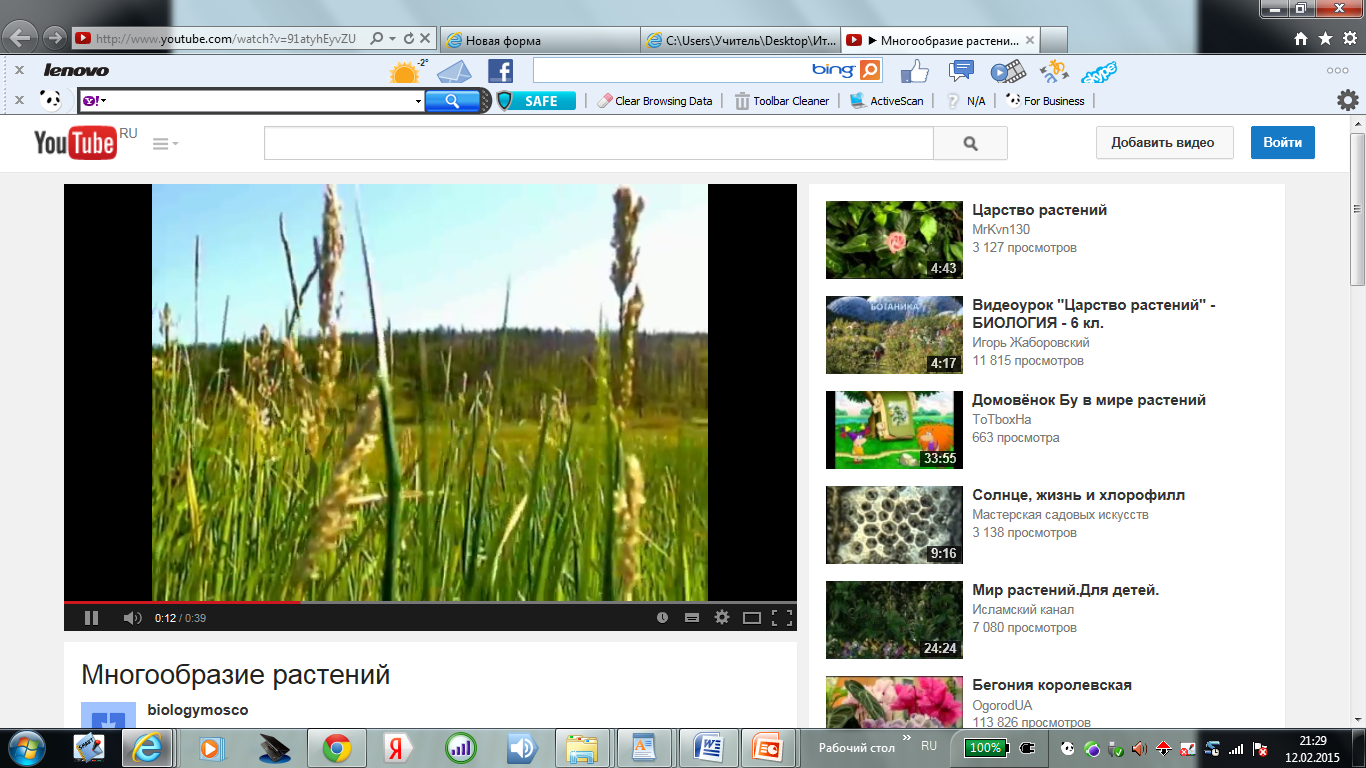 http://www.youtube.com/watch?v=91atyhEyvZU
Новая форма
C:\Users\Учитель\Desktop\Ит...
► Многообразие растени...
lenovo
-2°
bing
skype
Y!
SAFE
Clear Browsing Data
Toolbar Cleaner
ActiveScan
N/A
For Business
YouTube RU
Добавить видео
Войти
0:12 / 0:39
Многообразие растений
biologymosco
4:43
Царство растений
MrKvn130
3 127 просмотров
БОТАНИКА
4:17
Видеоурок "Царство растений" -
БИОЛОГИЯ - 6 кл.
Игорь Жаборовский
11 815 просмотров
33:55
Домовёнок Бу в мире растений
ToTboxHa
663 просмотра
9:16
Солнце, жизнь и хлорофилл
Мастерская садовых искусств
3 138 просмотров
24:24
Мир растений.Для детей.
Исламский канал
7 080 просмотров
Бегония королевская
OgorodUA
113 826 просмотров
Рабочий стол
»
RU
100%
21:29
12.02.2015